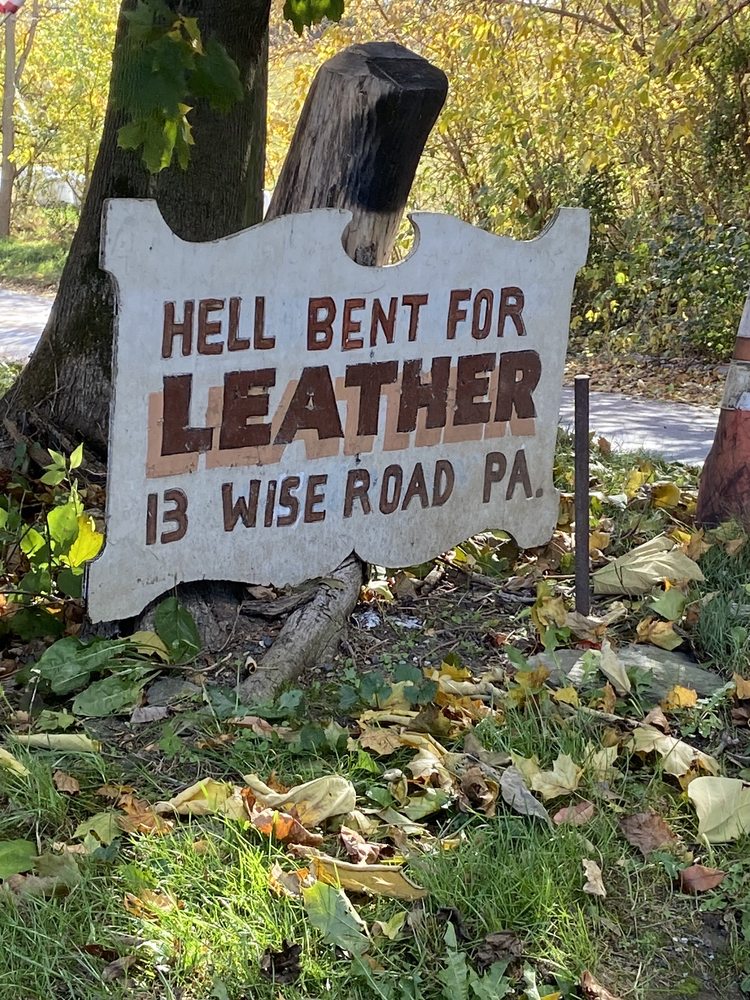 HELL BENT FOR
LEATHER
13 WISE ROAD PA.